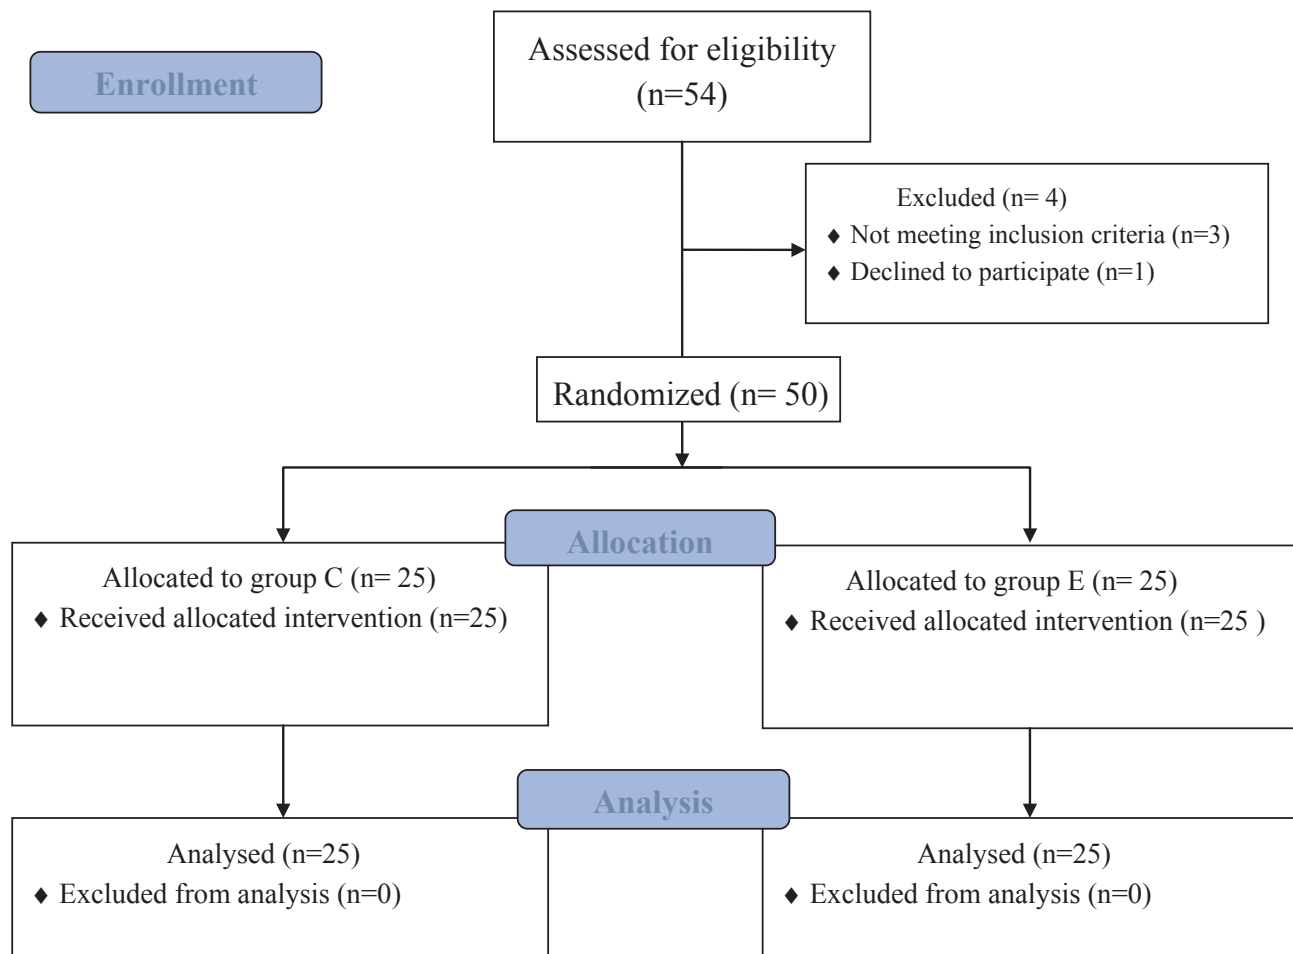 Enrollment
Assessed for eligibility
(n=54)
Excluded (n= 4)
♦ Not meeting inclusion criteria (n=3)
♦ Declined to participate (n=1)
Randomized (n= 50)
Allocation
Allocated to group C (n= 25)
♦ Received allocated intervention (n=25)
Allocated to group E (n= 25)
♦ Received allocated intervention (n=25 )
Analysis
Analysed (n=25)
♦ Excluded from analysis (n=0)
Analysed (n=25)
♦ Excluded from analysis (n=0)